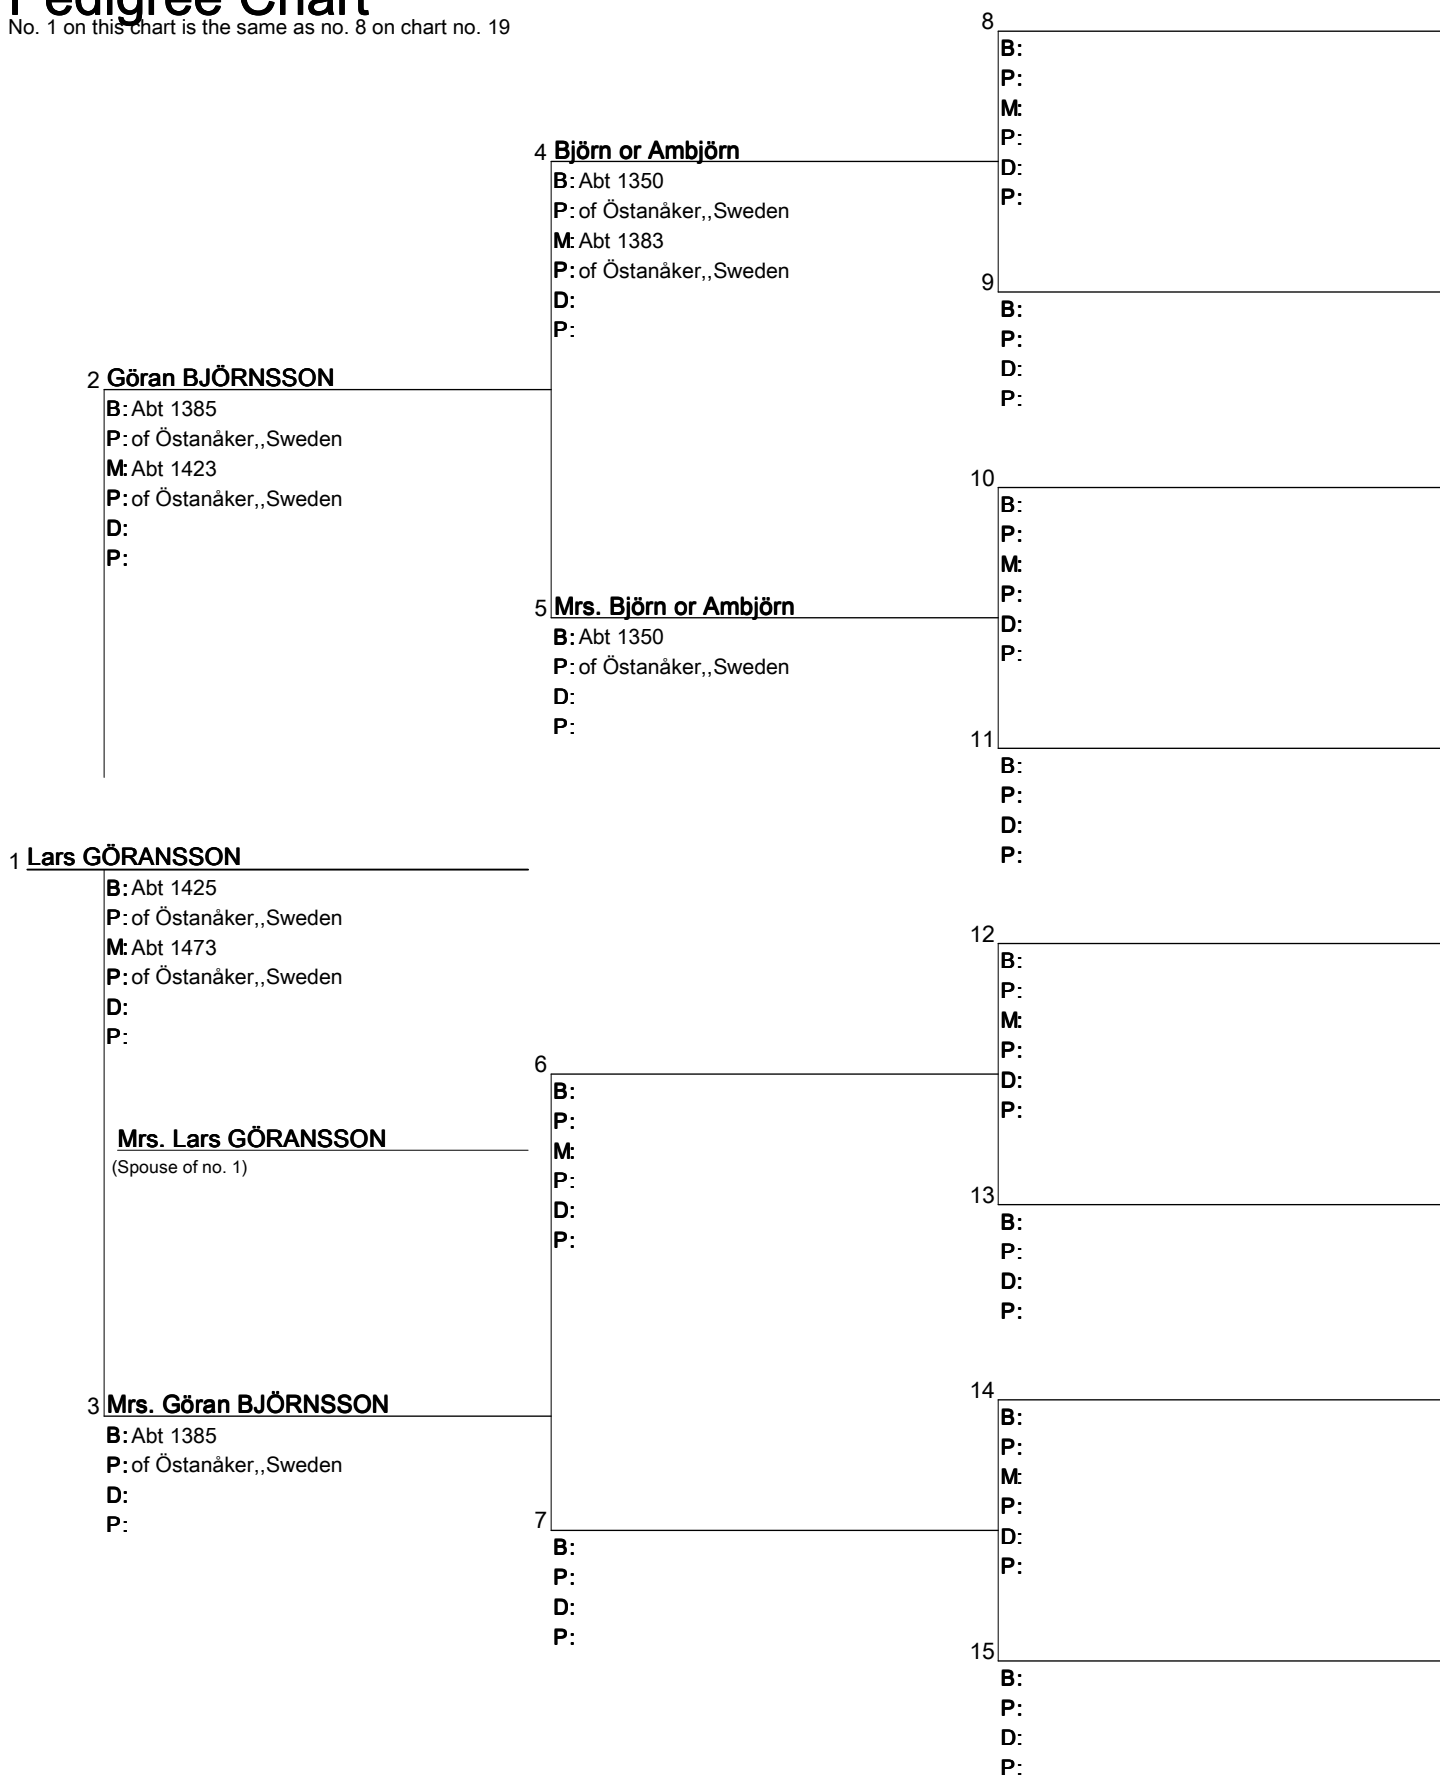 Pedigree Chart
No. 1 on this chart is the same as no. 8 on chart no. 19
8
B:
P:
M:
P:
D:
P:
4 Björn or Ambjörn
B: Abt 1350
P: of Östanåker,,Sweden
M: Abt 1383
P: of Östanåker,,Sweden
D:
P:
9
B:
P:
D:
P:
2 Göran BJÖRNSSON
B: Abt 1385
P: of Östanåker,,Sweden
M: Abt 1423
P: of Östanåker,,Sweden
D:
P:
10
B:
P:
M:
P:
D:
P:
5 Mrs. Björn or Ambjörn
B: Abt 1350
P: of Östanåker,,Sweden
D:
P:
11
B:
P:
D:
P:
1 Lars GÖRANSSON
B: Abt 1425
P: of Östanåker,,Sweden
M: Abt 1473
P: of Östanåker,,Sweden
D:
P:
12
B:
P:
M:
P:
D:
P:
6
B:
P:
M:
P:
D:
P:
Mrs. Lars GÖRANSSON
(Spouse of no. 1)
13
B:
P:
D:
P:
3 Mrs. Göran BJÖRNSSON
B: Abt 1385
P: of Östanåker,,Sweden
D:
P:
14
B:
P:
M:
P:
D:
P:
7
B:
P:
D:
P:
15
B:
P:
D:
P: